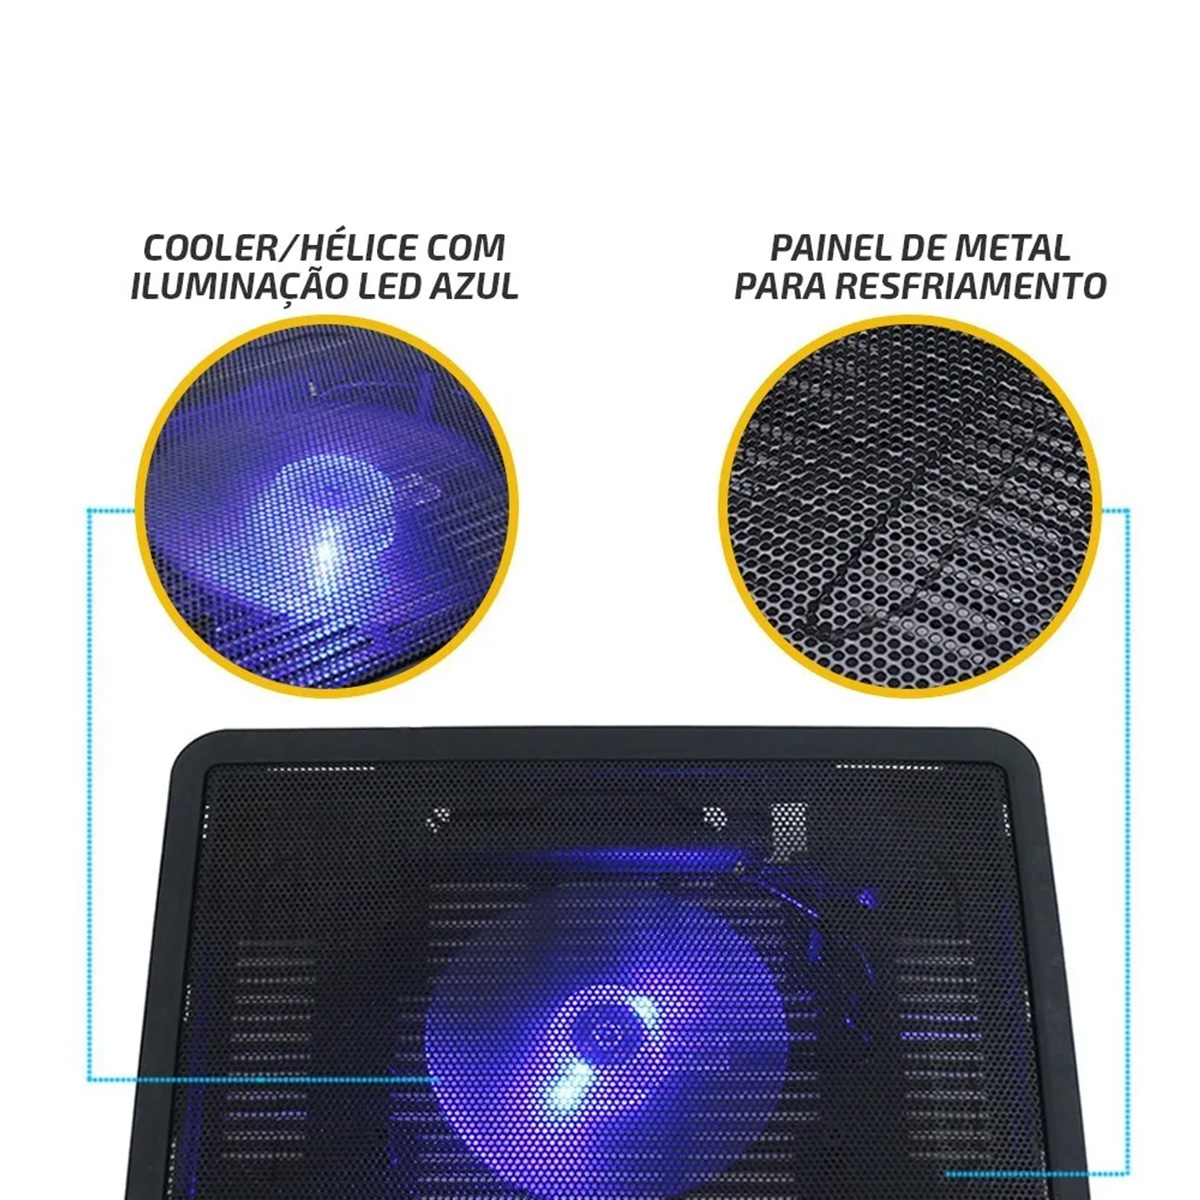 COOLER/HÉLICE COM
ILUMINAÇÃO LED AZUL
PAINEL DE METAL
PARA RESFRIAMENTO